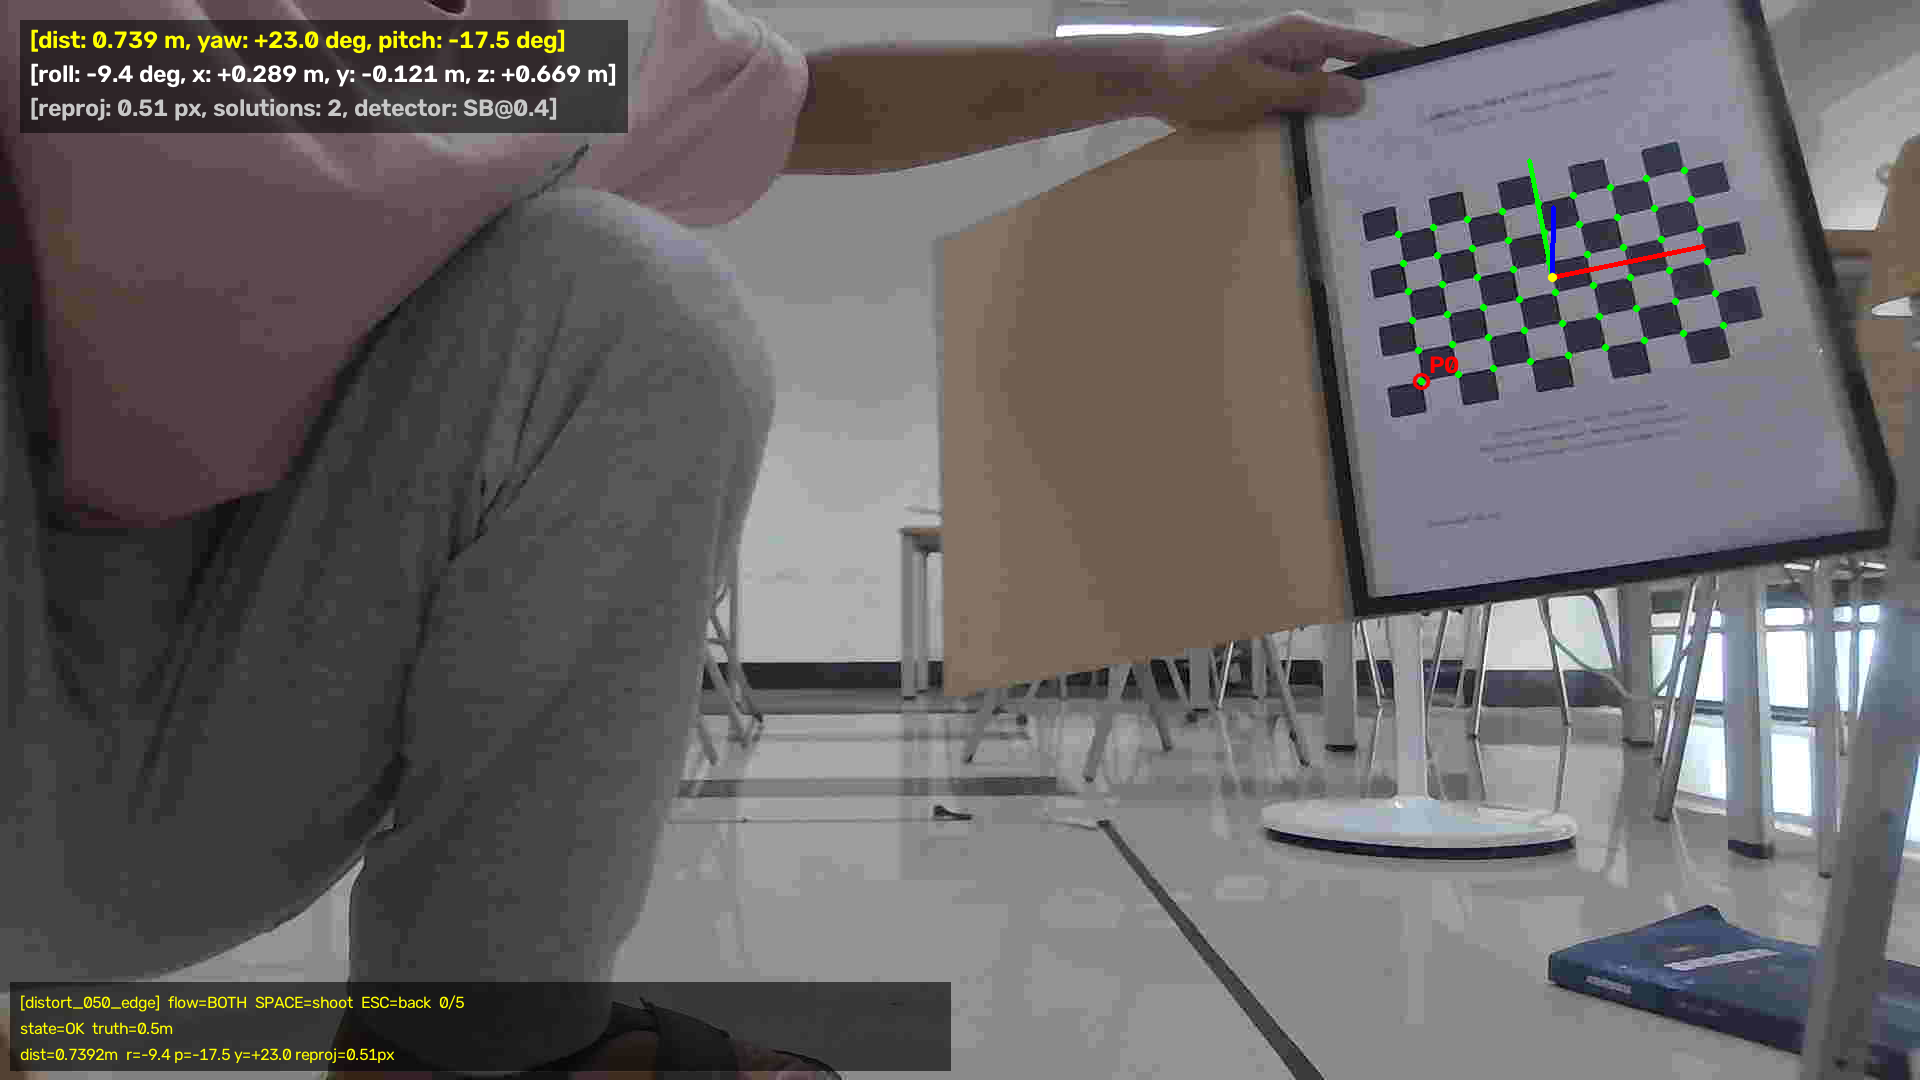 [dist: 0.739 m, yaw: +23.0 deg, pitch: -17.5 deg]
[roll: -9.4 deg, x: +0.289 m, y: -0.121 m, z: +0.669 m]
[reproj: 0.51 px, solutions: 2, detector: SB@0.4]
P0
[distort_050_edge]  flow=BOTH  SPACE=shoot  ESC=back  0/5
state=OK  truth=0.5m
dist=0.7392m  r=-9.4 p=-17.5 y=+23.0 reproj=0.51px